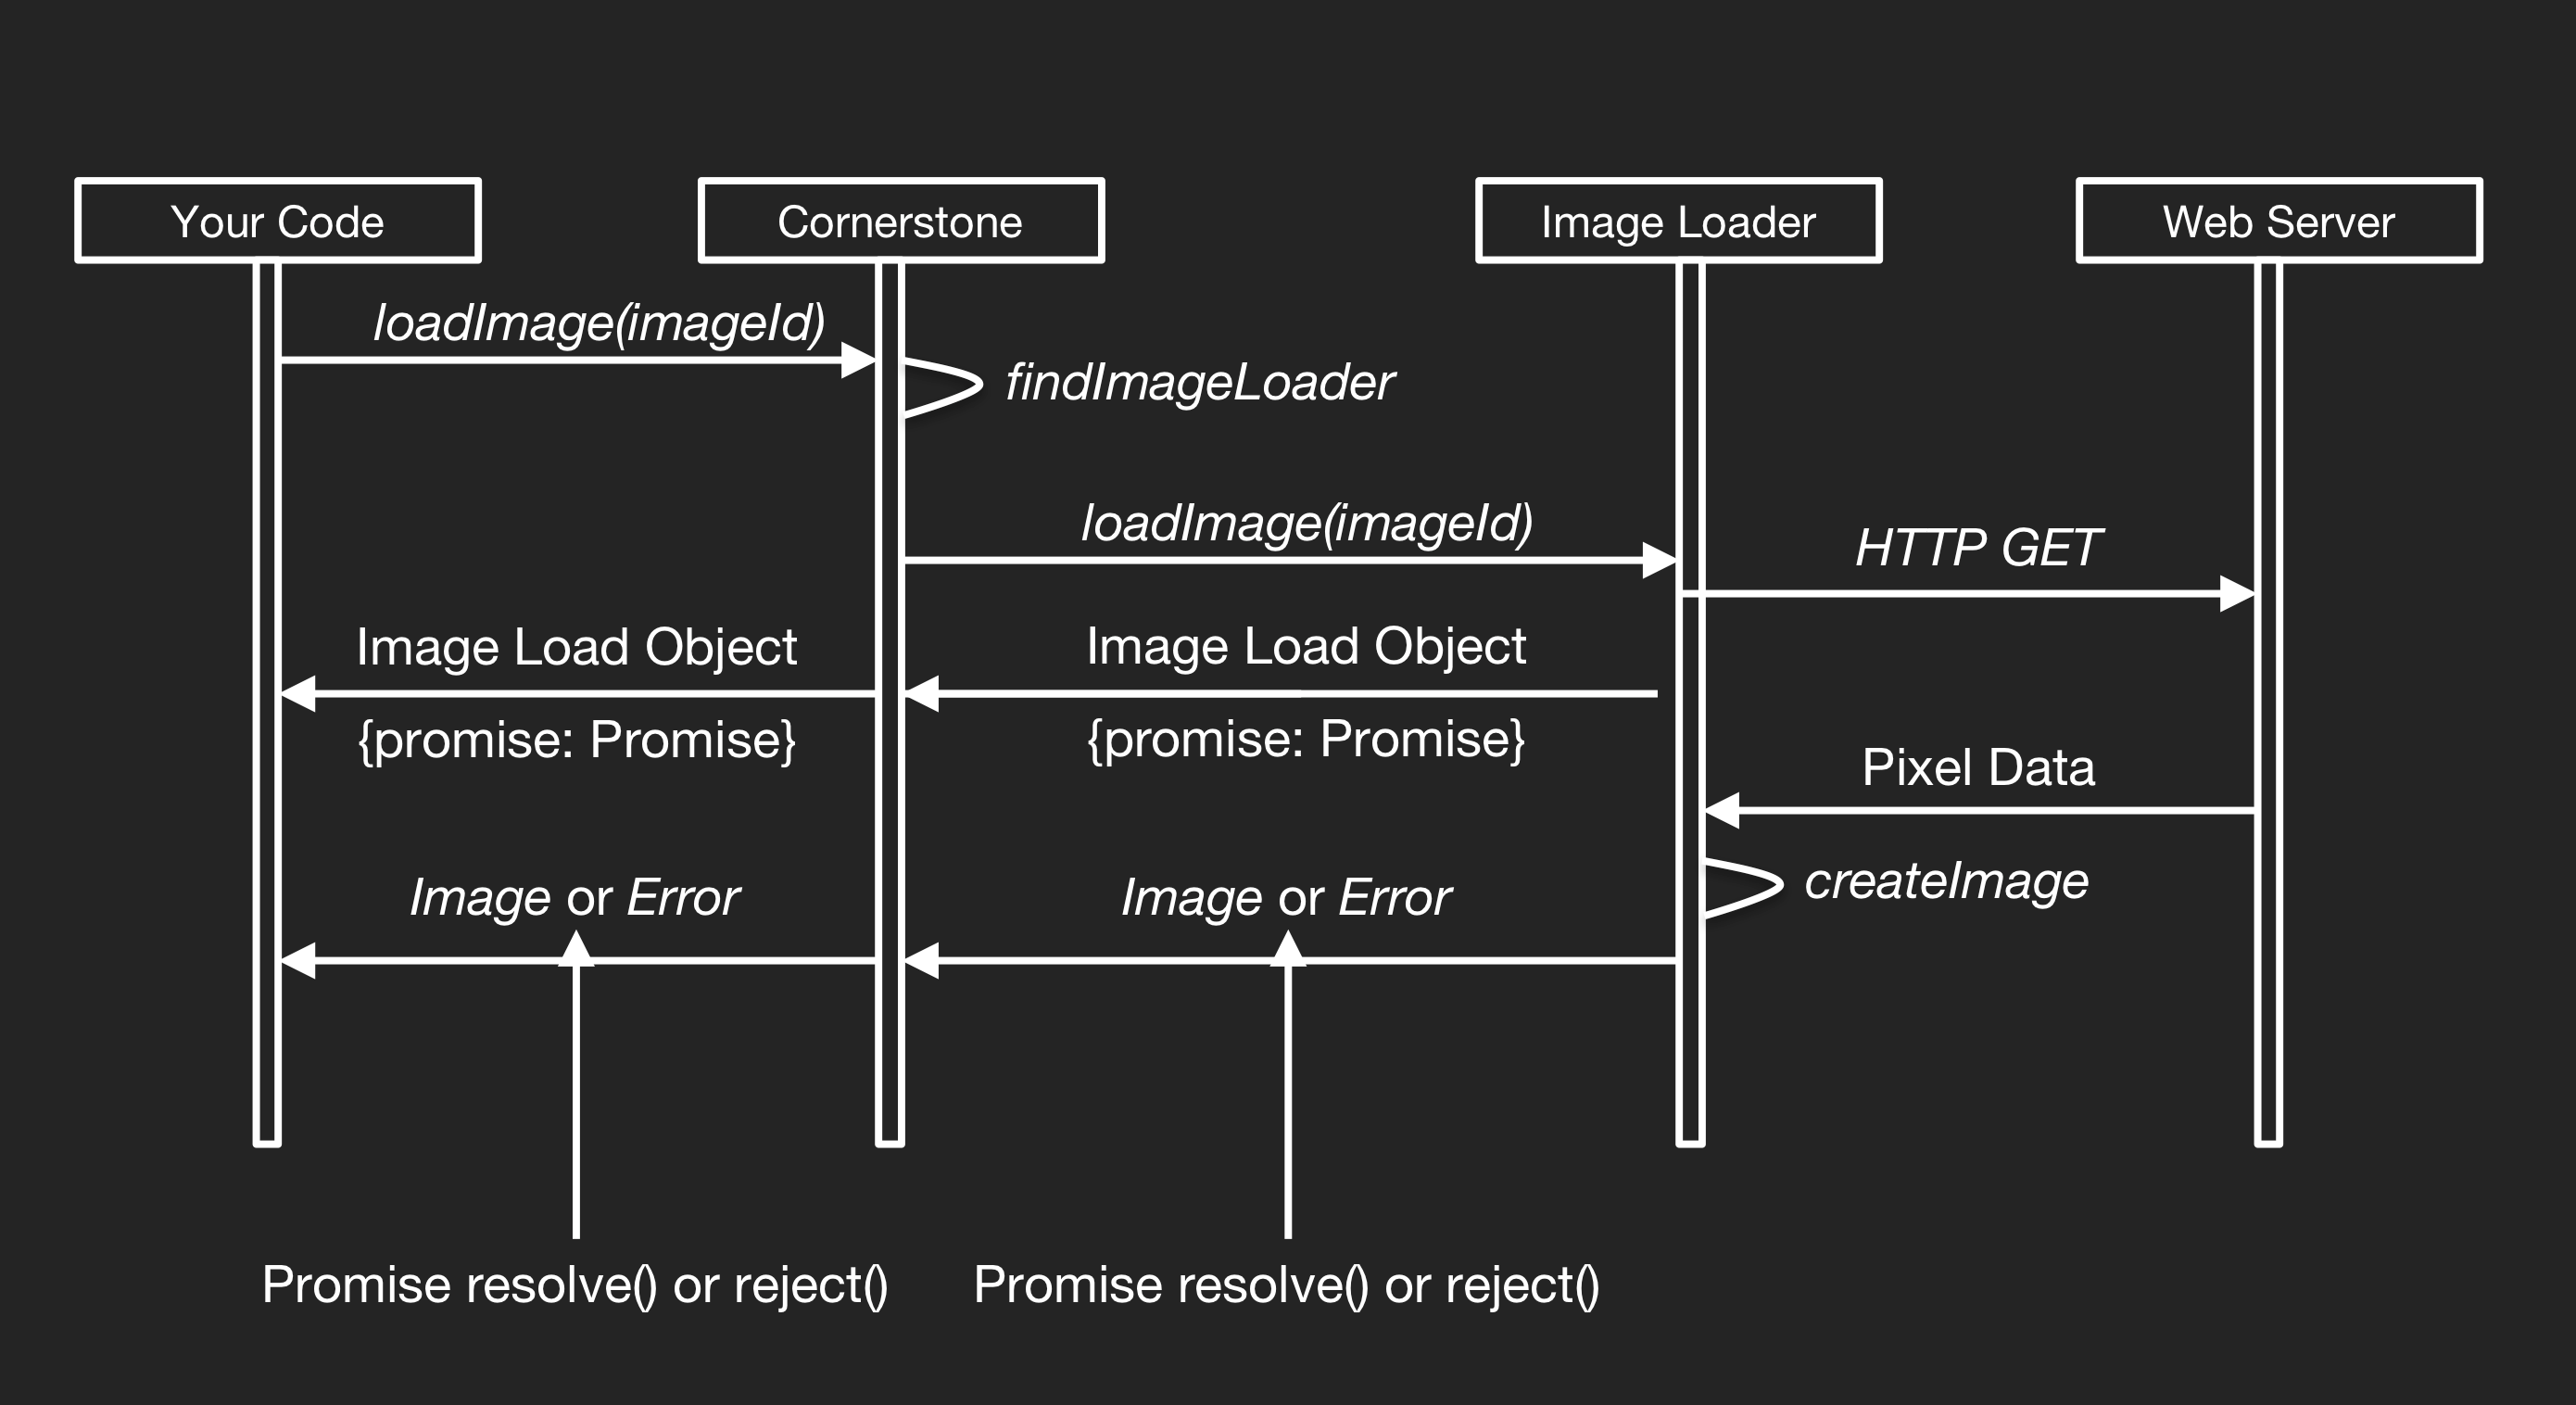 Your Code
Cornerstone
Image Loader
Web Server
loadImage(imageId)
findImageLoader
loadImage(imageId)
HTTP GET
Image Load Object
{promise: Promise}
Image Load Object
{promise: Promise}
Pixel Data
createImage
Image or Error
Image or Error
Promise resolve() or reject()
Promise resolve() or reject()